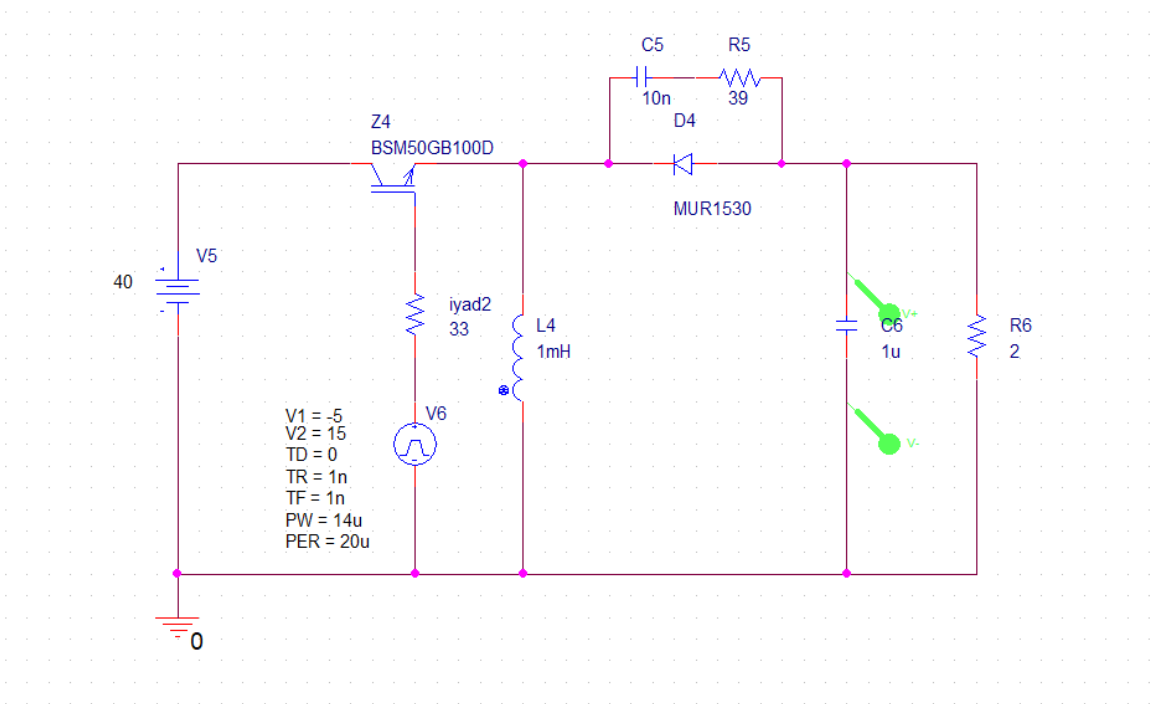 C5
R5
10n
39
D4
Z4
BSM50GB100D
MUR1530
V5
40
iyad2
33
L4
1mH
V+
C6
1u
R6
2
V6
V-
V1 = -5
V2 = 15
TD = 0
TR = 1n
TF = 1n
PW = 14u
PER = 20u
0